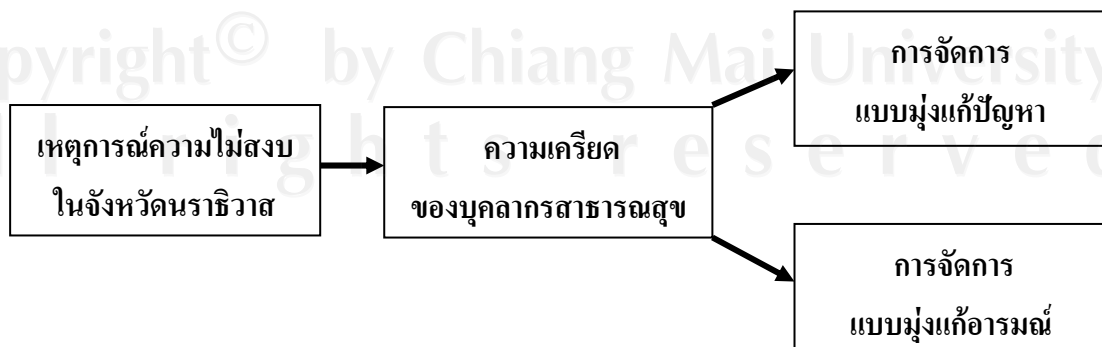 Copyright© by Chiang Mai University
All rights reserved
เหตุการณ์ความไม่สงบ
ในจังหวัดนราธิวาส
ความเครียด
ของบุคลากรสาธารณสุข
การจัดการ
แบบมุ่งแก้ปัญหา
การจัดการ
แบบมุ่งแก้อารมณ์